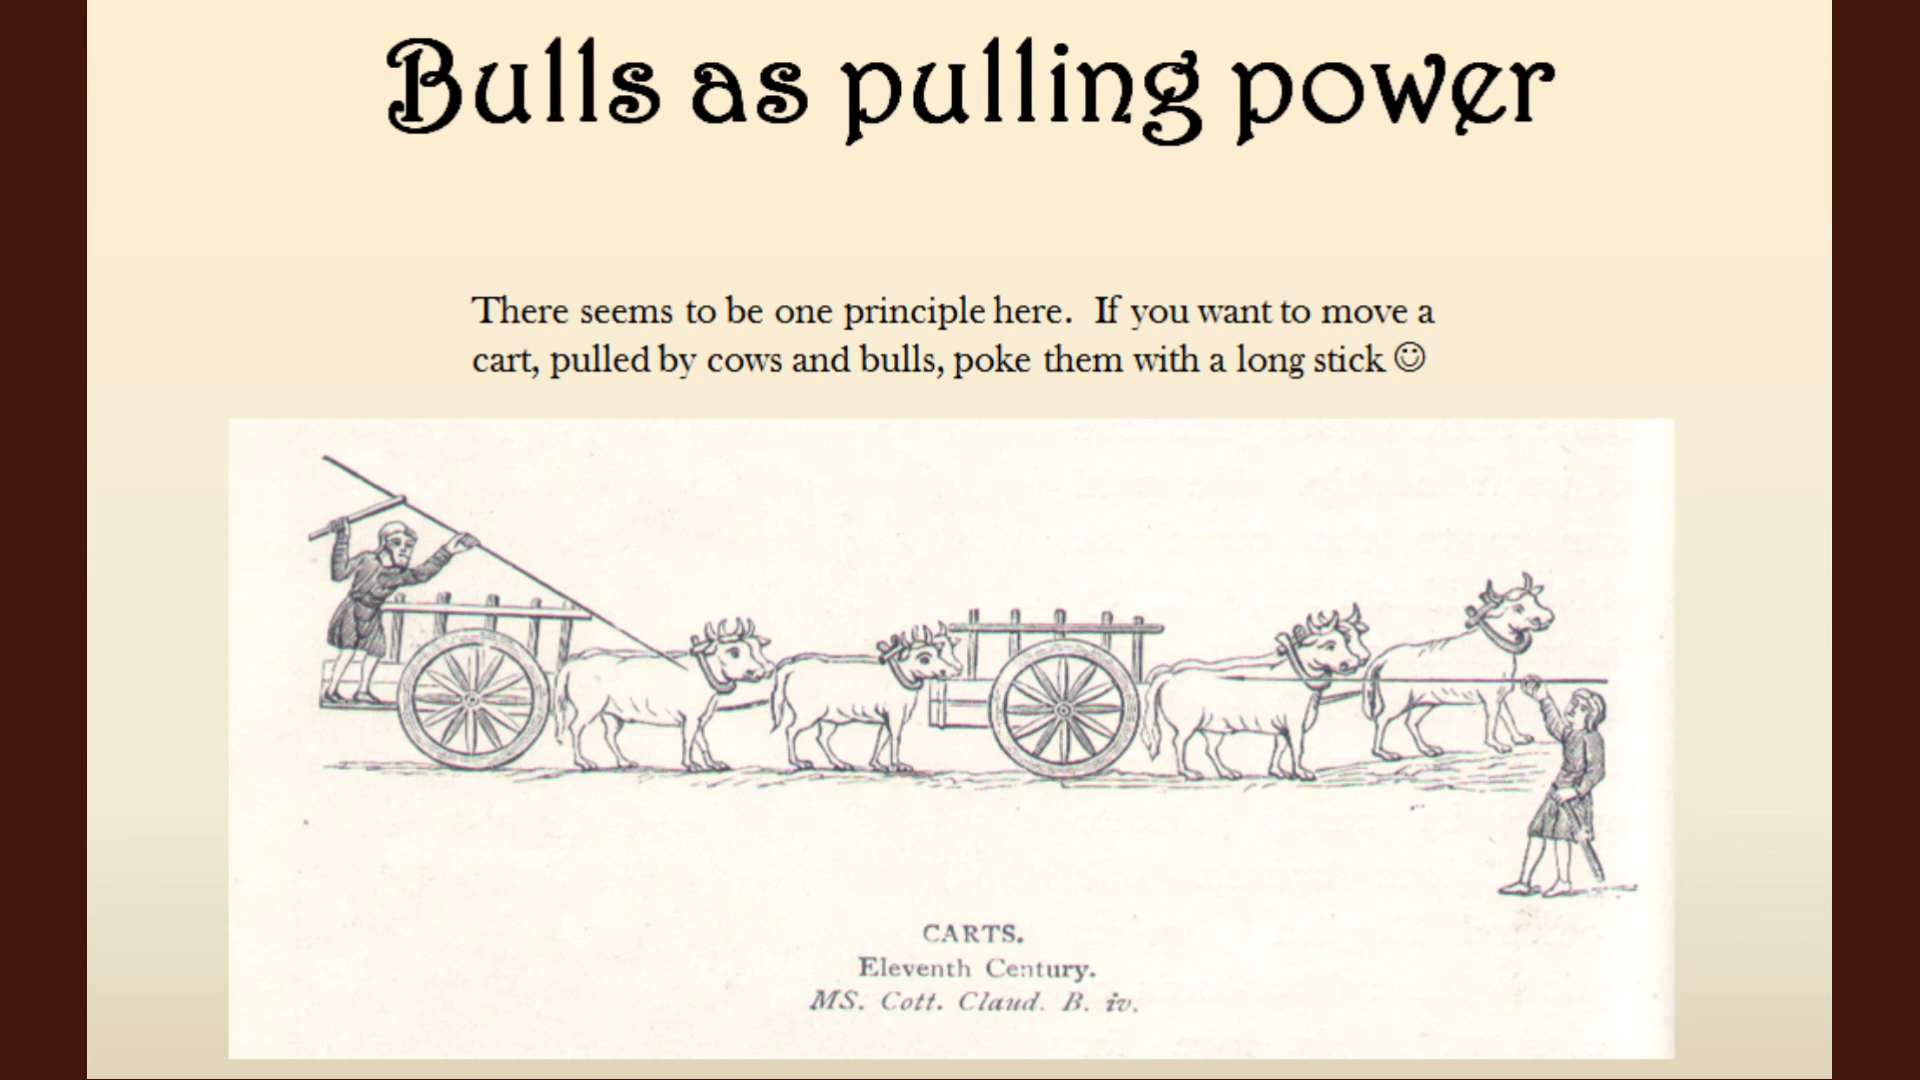 Bulls as pulling power
There seems to be one principle here. If you want to move a
cart, pulled by cows and bulls, poke them with a long stick ☺
CARTS.
Eleventh Century.
MS. Cott. Claud. B. iv.